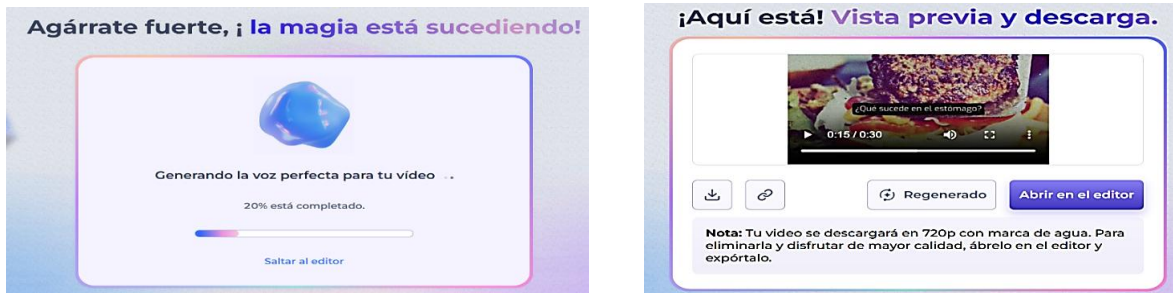 Agárrate fuerte, ¡ la magia está sucediendo!
Generando la voz perfecta para tu vídeo ..
20% está completado.
Saltar al editor
¡Aquí está! Vista previa y descarga.
¿Qué sucede en el estómago?
0:15 / 0:30
Regenerado
Abrir en el editor
Nota: Tu video se descargará en 720p con marca de agua. Para
eliminarla y disfrutar de mayor calidad, ábrelo en el editor y
expórtalo.